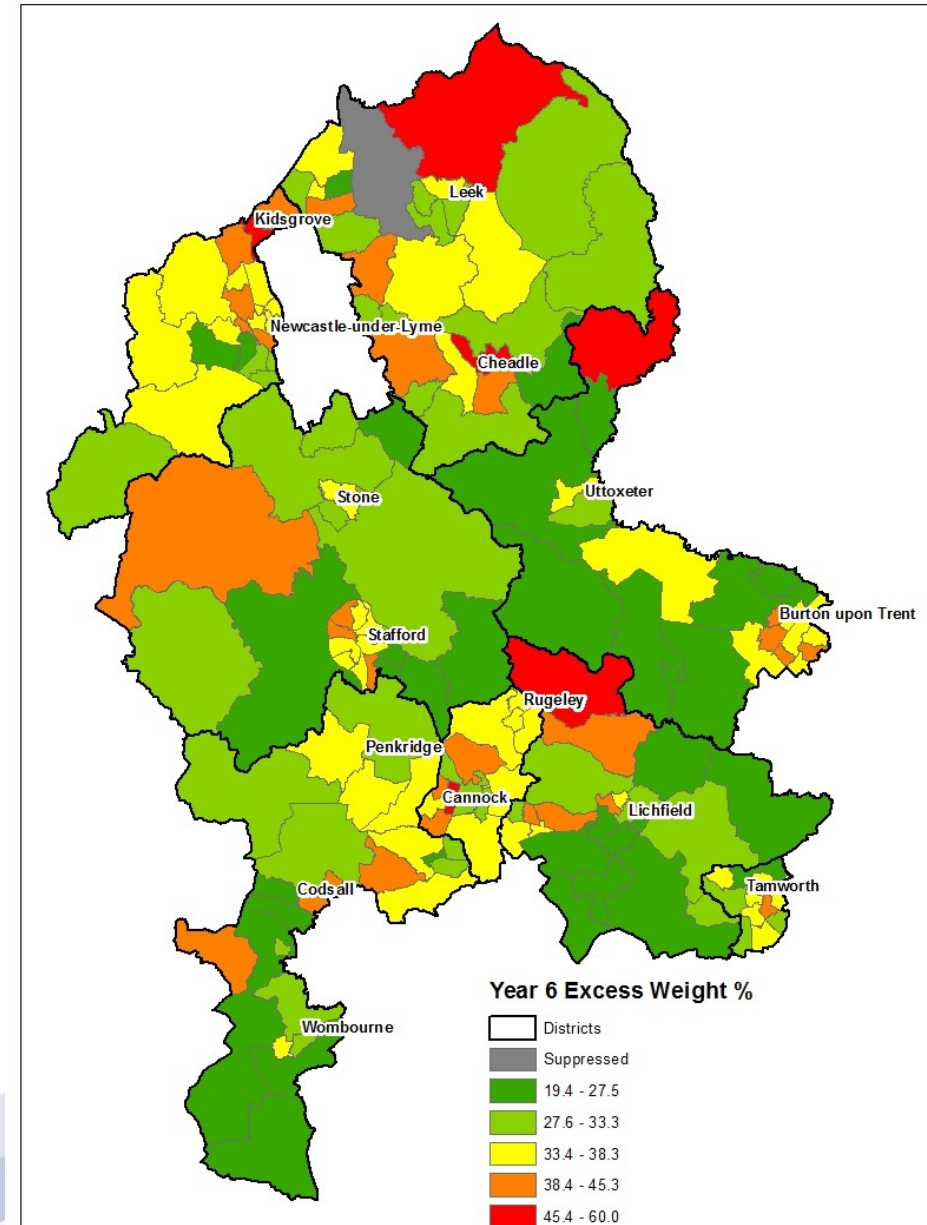 Leek
Kidsgrove
Newcastle-under-Lyme
Cheadle
Stone
Uttoxeter
Burton upon Trent
Stafford
Rugeley
Penkridge
Cannock
Lichfield
Codsall
Tamworth
Wombourne
Year 6 Excess Weight %
Districts
Suppressed
19.4 - 27.5
27.6 - 33.3
33.4 - 38.3
38.4 - 45.3
45.4 - 60.0